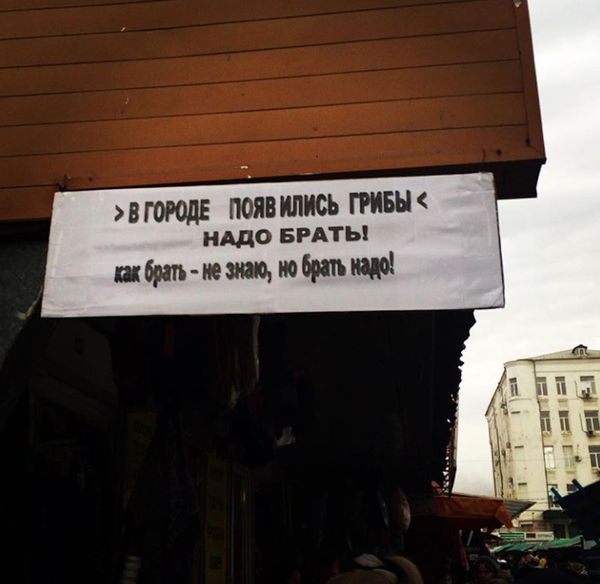 >В ГОРОДЕ ПОЯВИЛИСЬ ГРИБЫ<
НАДО БРАТЬ!
как брать - не знаю, но брать надо!